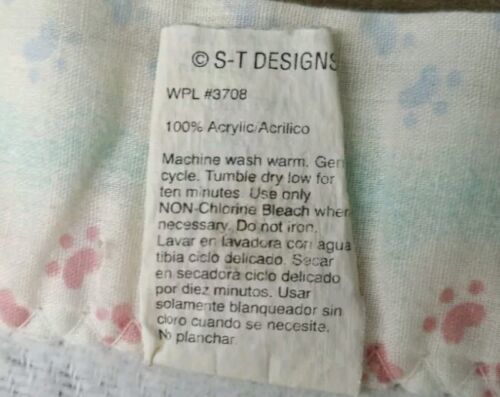 © S-T DESIGNS
WPL #3708
100% Acrylic/Acrilico
Machine wash warm. Gen
cycle. Tumble dry low for
ten minutes. Use only
NON-Chlorine Bleach when
necessary. Do not iron.
Lavar en lavadora con agua
tibia ciclo delicado. Secar
en secadora ciclo delicado
por diez minutos. Usar
solamente blanqueador sin
cloro cuando se necesite.
No planchar.